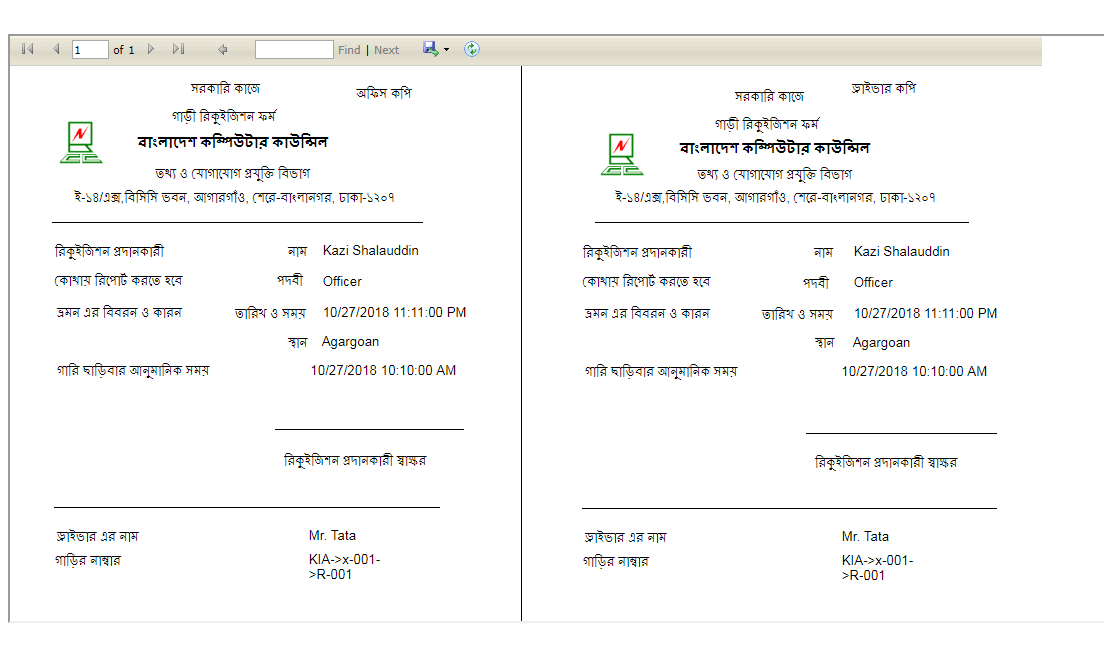 1 of 1 Find | Next
সরকারি কাজে
অফিস কপি
গাড়ী রিকুইজিশন ফর্ম
বাংলাদেশ কম্পিউটার কাউন্সিল
তথ্য ও যোগাযোগ প্রযুক্তি বিভাগ
ই-১৪/এক্স,বিসিসি ভবন, আগারগাঁও, শেরে-বাংলানগর, ঢাকা-১২০৭
রিকুইজিশন প্রদানকারী নাম Kazi Shalauddin
কোথায় রিপোর্ট করতে হবে পদবী Officer
ভ্রমন এর বিবরন ও কারন তারিখ ও সময় 10/27/2018 11:11:00 PM
স্থান Agargoan
গারি ছাড়িবার আনুমানিক সময় 10/27/2018 10:10:00 AM
রিকুইজিশন প্রদানকারী স্বাক্ষর
ড্রাইভার এর নাম Mr. Tata
গাড়ির নাম্বার KIA->x-001-
>R-001
ড্রাইভার কপি
সরকারি কাজে
গাড়ী রিকুইজিশন ফর্ম
বাংলাদেশ কম্পিউটার কাউন্সিল
তথ্য ও যোগাযোগ প্রযুক্তি বিভাগ
ই-১৪/এক্স,বিসিসি ভবন, আগারগাঁও, শেরে-বাংলানগর, ঢাকা-১২০৭
রিকুইজিশন প্রদানকারী নাম Kazi Shalauddin
কোথায় রিপোর্ট করতে হবে পদবী Officer
ভ্রমন এর বিবরন ও কারন তারিখ ও সময় 10/27/2018 11:11:00 PM
স্থান Agargoan
গারি ছাড়িবার আনুমানিক সময় 10/27/2018 10:10:00 AM
রিকুইজিশন প্রদানকারী স্বাক্ষর
ড্রাইভার এর নাম Mr. Tata
গাড়ির নাম্বার KIA->x-001-
>R-001